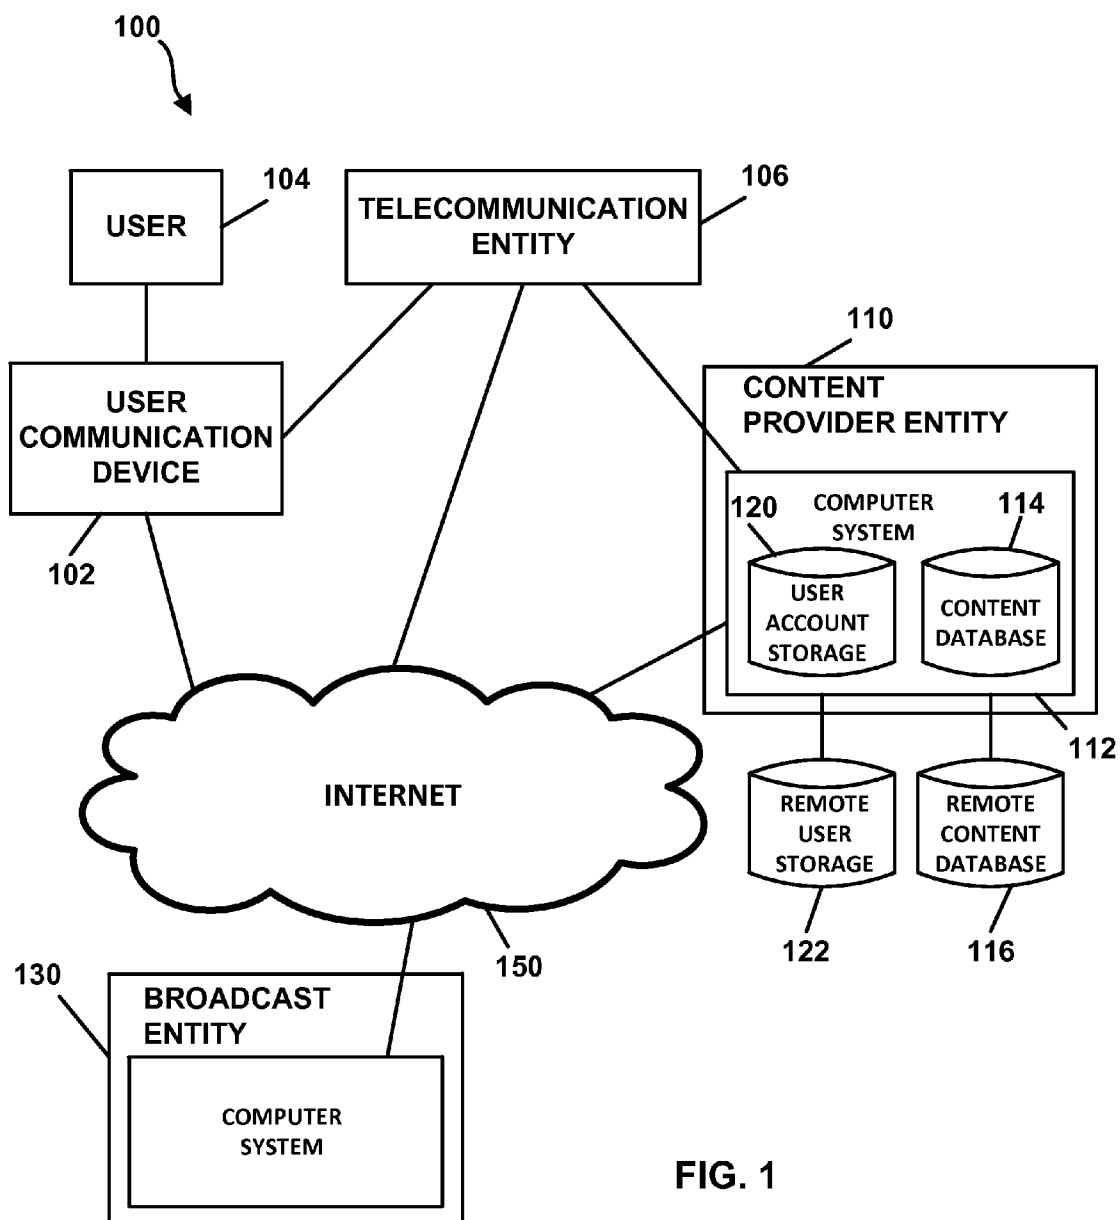 100
104
USER
106
TELECOMMUNICATION
ENTITY
110
USER
COMMUNICATION
DEVICE
102
CONTENT
PROVIDER ENTITY
120
COMPUTER
SYSTEM
114
USER
ACCOUNT
STORAGE
CONTENT
DATABASE
112
INTERNET
REMOTE
USER
STORAGE
REMOTE
CONTENT
DATABASE
122
116
150
130
BROADCAST
ENTITY
COMPUTER
SYSTEM
FIG. 1